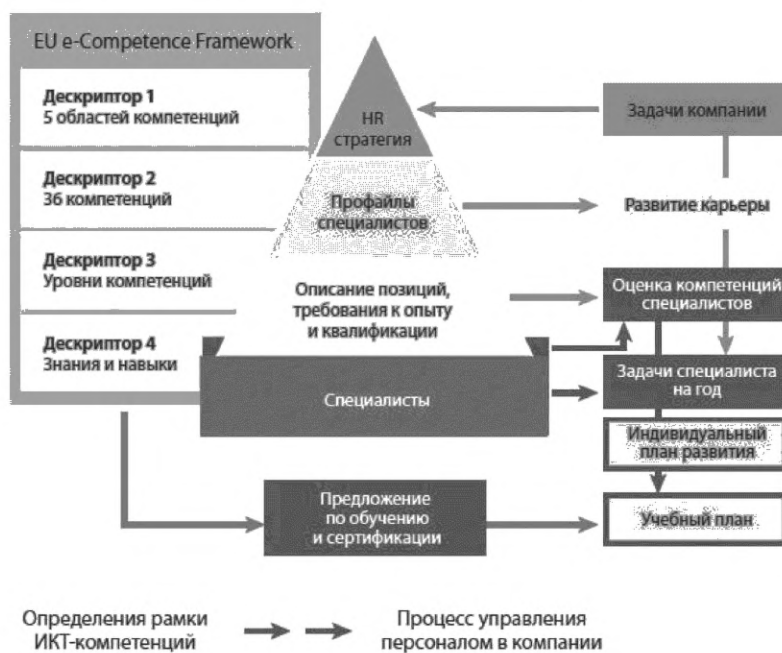 EU e-Competence Framework
Дескриптор 1
5 областей компетенций
Дескриптор 2
36 компетенций
Дескриптор 3
Уровни компетенций
Дескриптор 4
Знания и навыки
HR
стратегия
Профайлы
специалистов
Описание позиций,
требования к опыту
и квалификации
Специалисты
Предложение
по обучению
и сертификации
Задачи компании
Развитие карьеры
Оценка компетенций
специалистов
Задачи специалиста
на год
Индивидуальный
план развития
Учебный план
Определения рамки
ИКТ-компетенций
Процесс управления
персоналом в компании